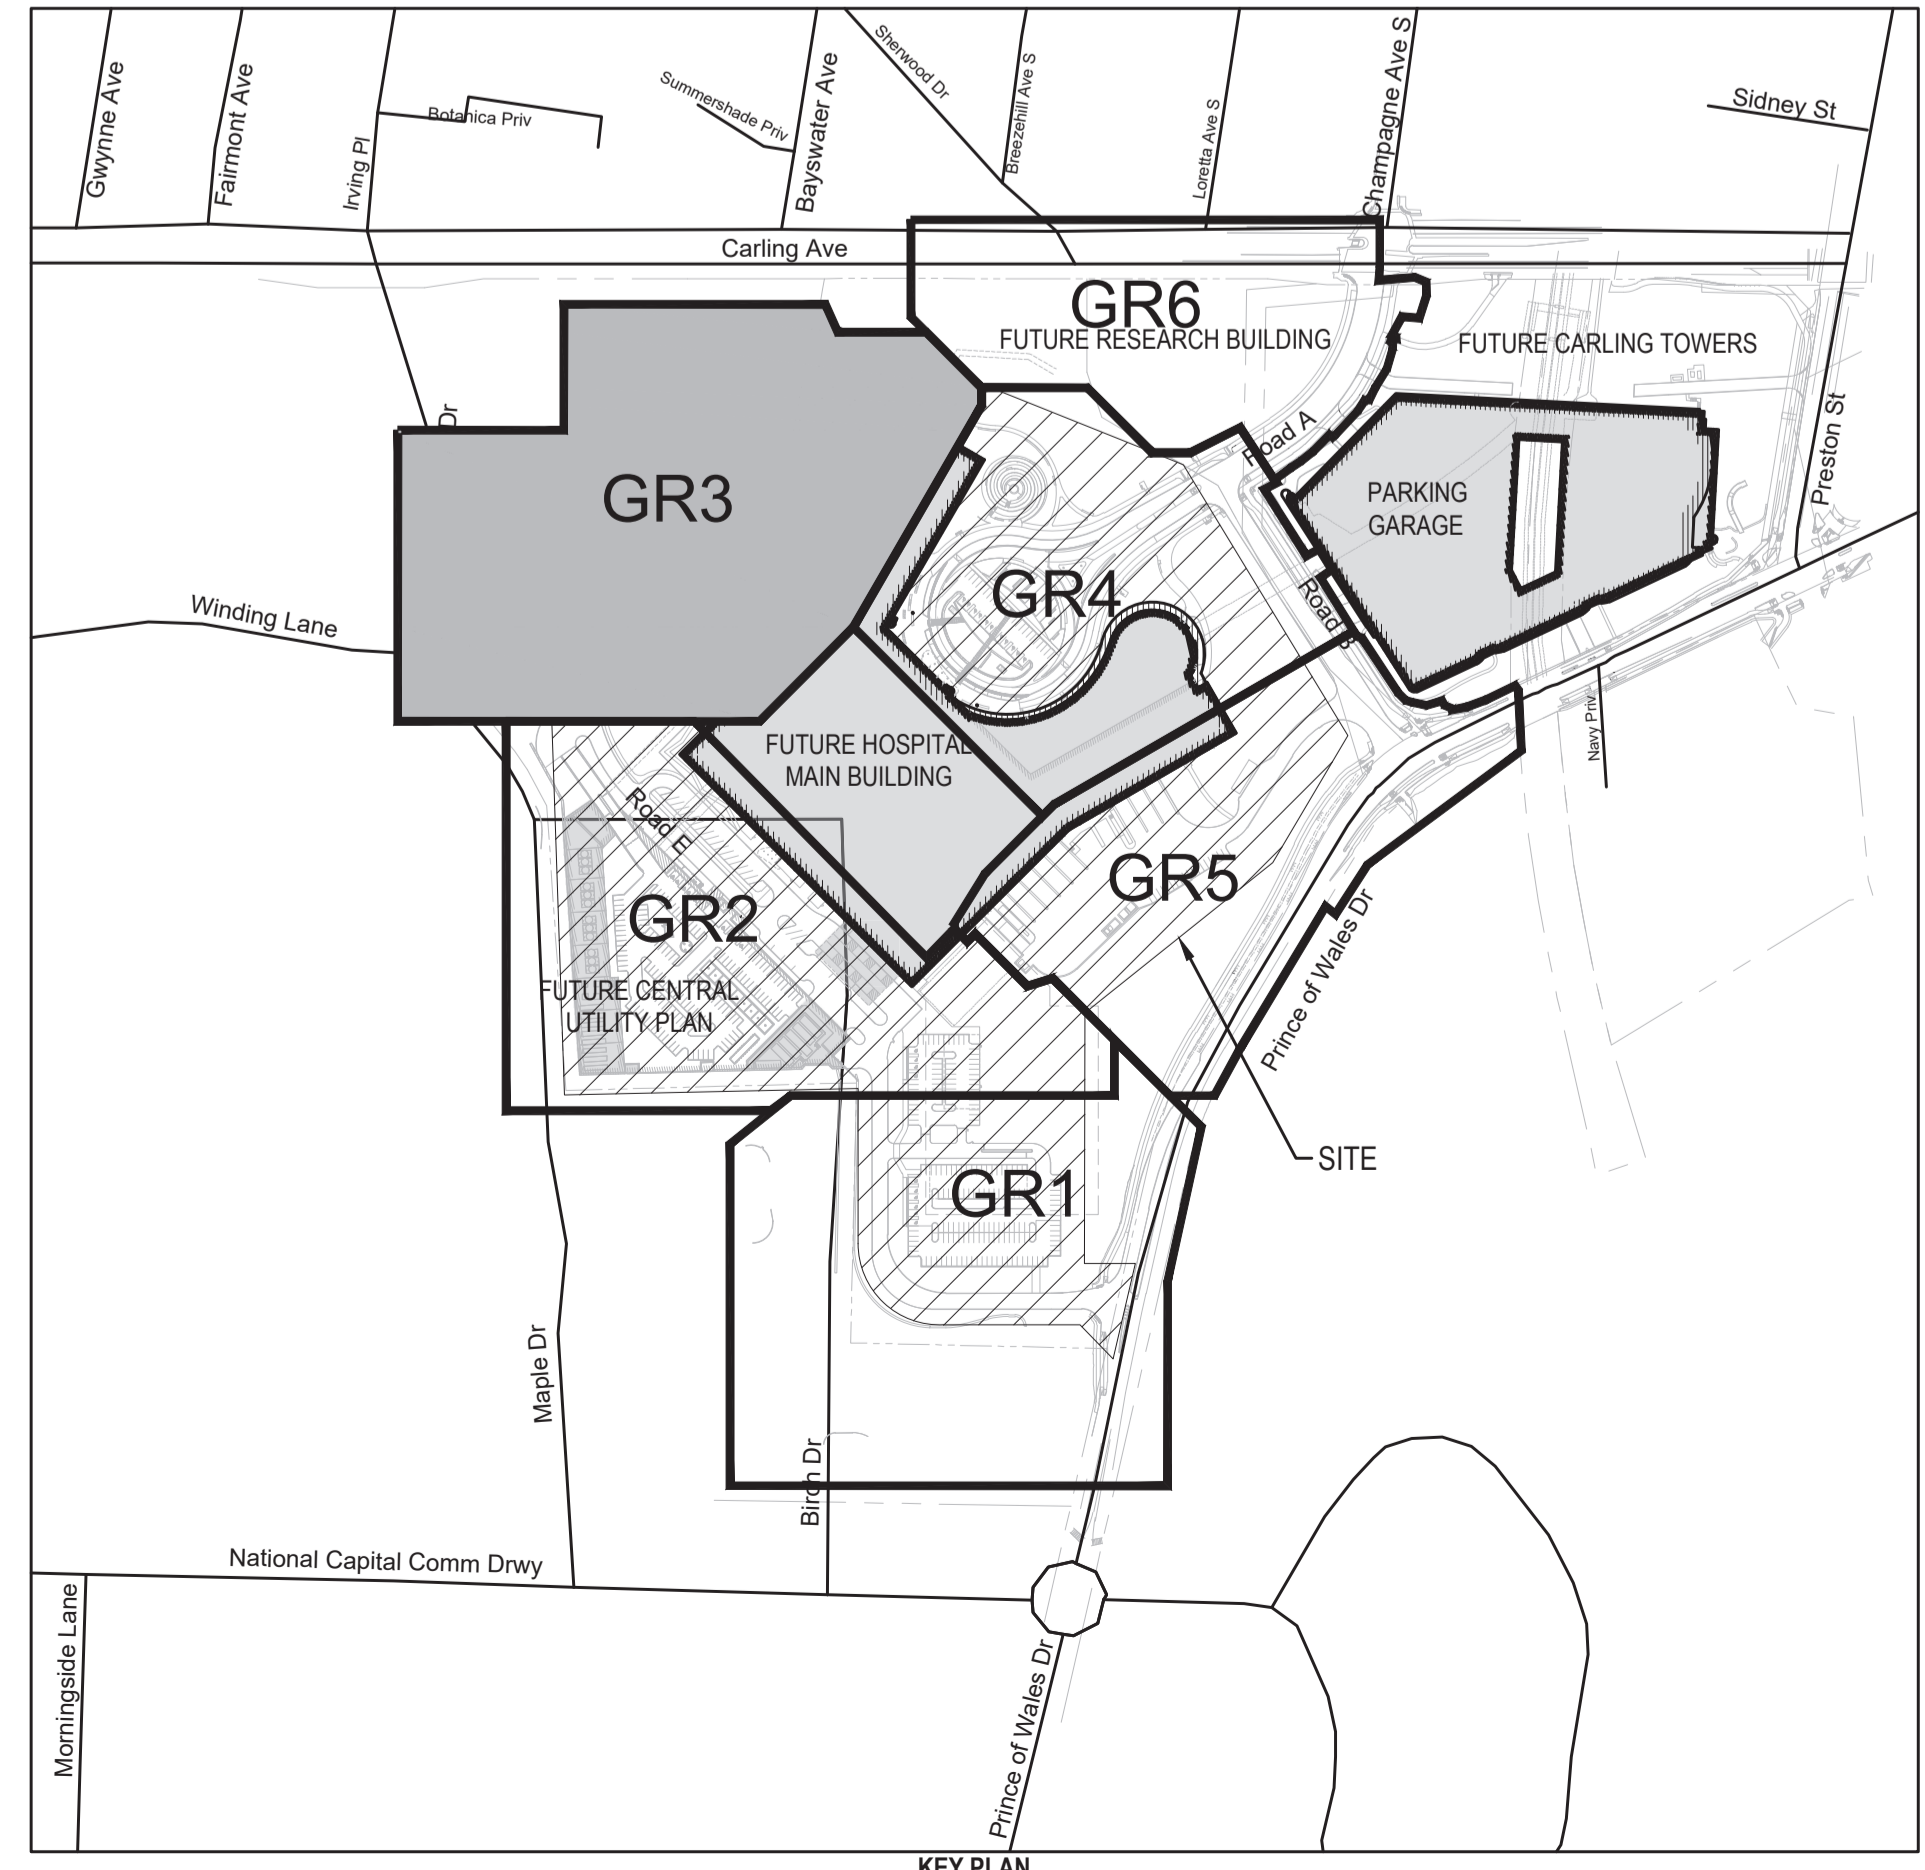 Gwynne Ave
Fairmont Ave
Irving Pl
Botanica Priv
Summershade Priv
Bayswater Ave
Sherwood Dr
Breezehill Ave S
Loretta Ave S
Champagne Ave S
Sidney St
Carling Ave
GR6
FUTURE RESEARCH BUILDING
FUTURE CARLING TOWERS
Dr
Road A
Preston St
GR3
PARKING
GARAGE
GR4
Road B
Winding Lane
Navy Priv
FUTURE HOSPITAL
MAIN BUILDING
Road E
GR5
GR2
Prince of Wales Dr
FUTURE CENTRAL
UTILITY PLAN
SITE
GR1
Maple Dr
Birch Dr
National Capital Comm Drwy
Morningside Lane
Prince of Wales Dr
KEY PLAN